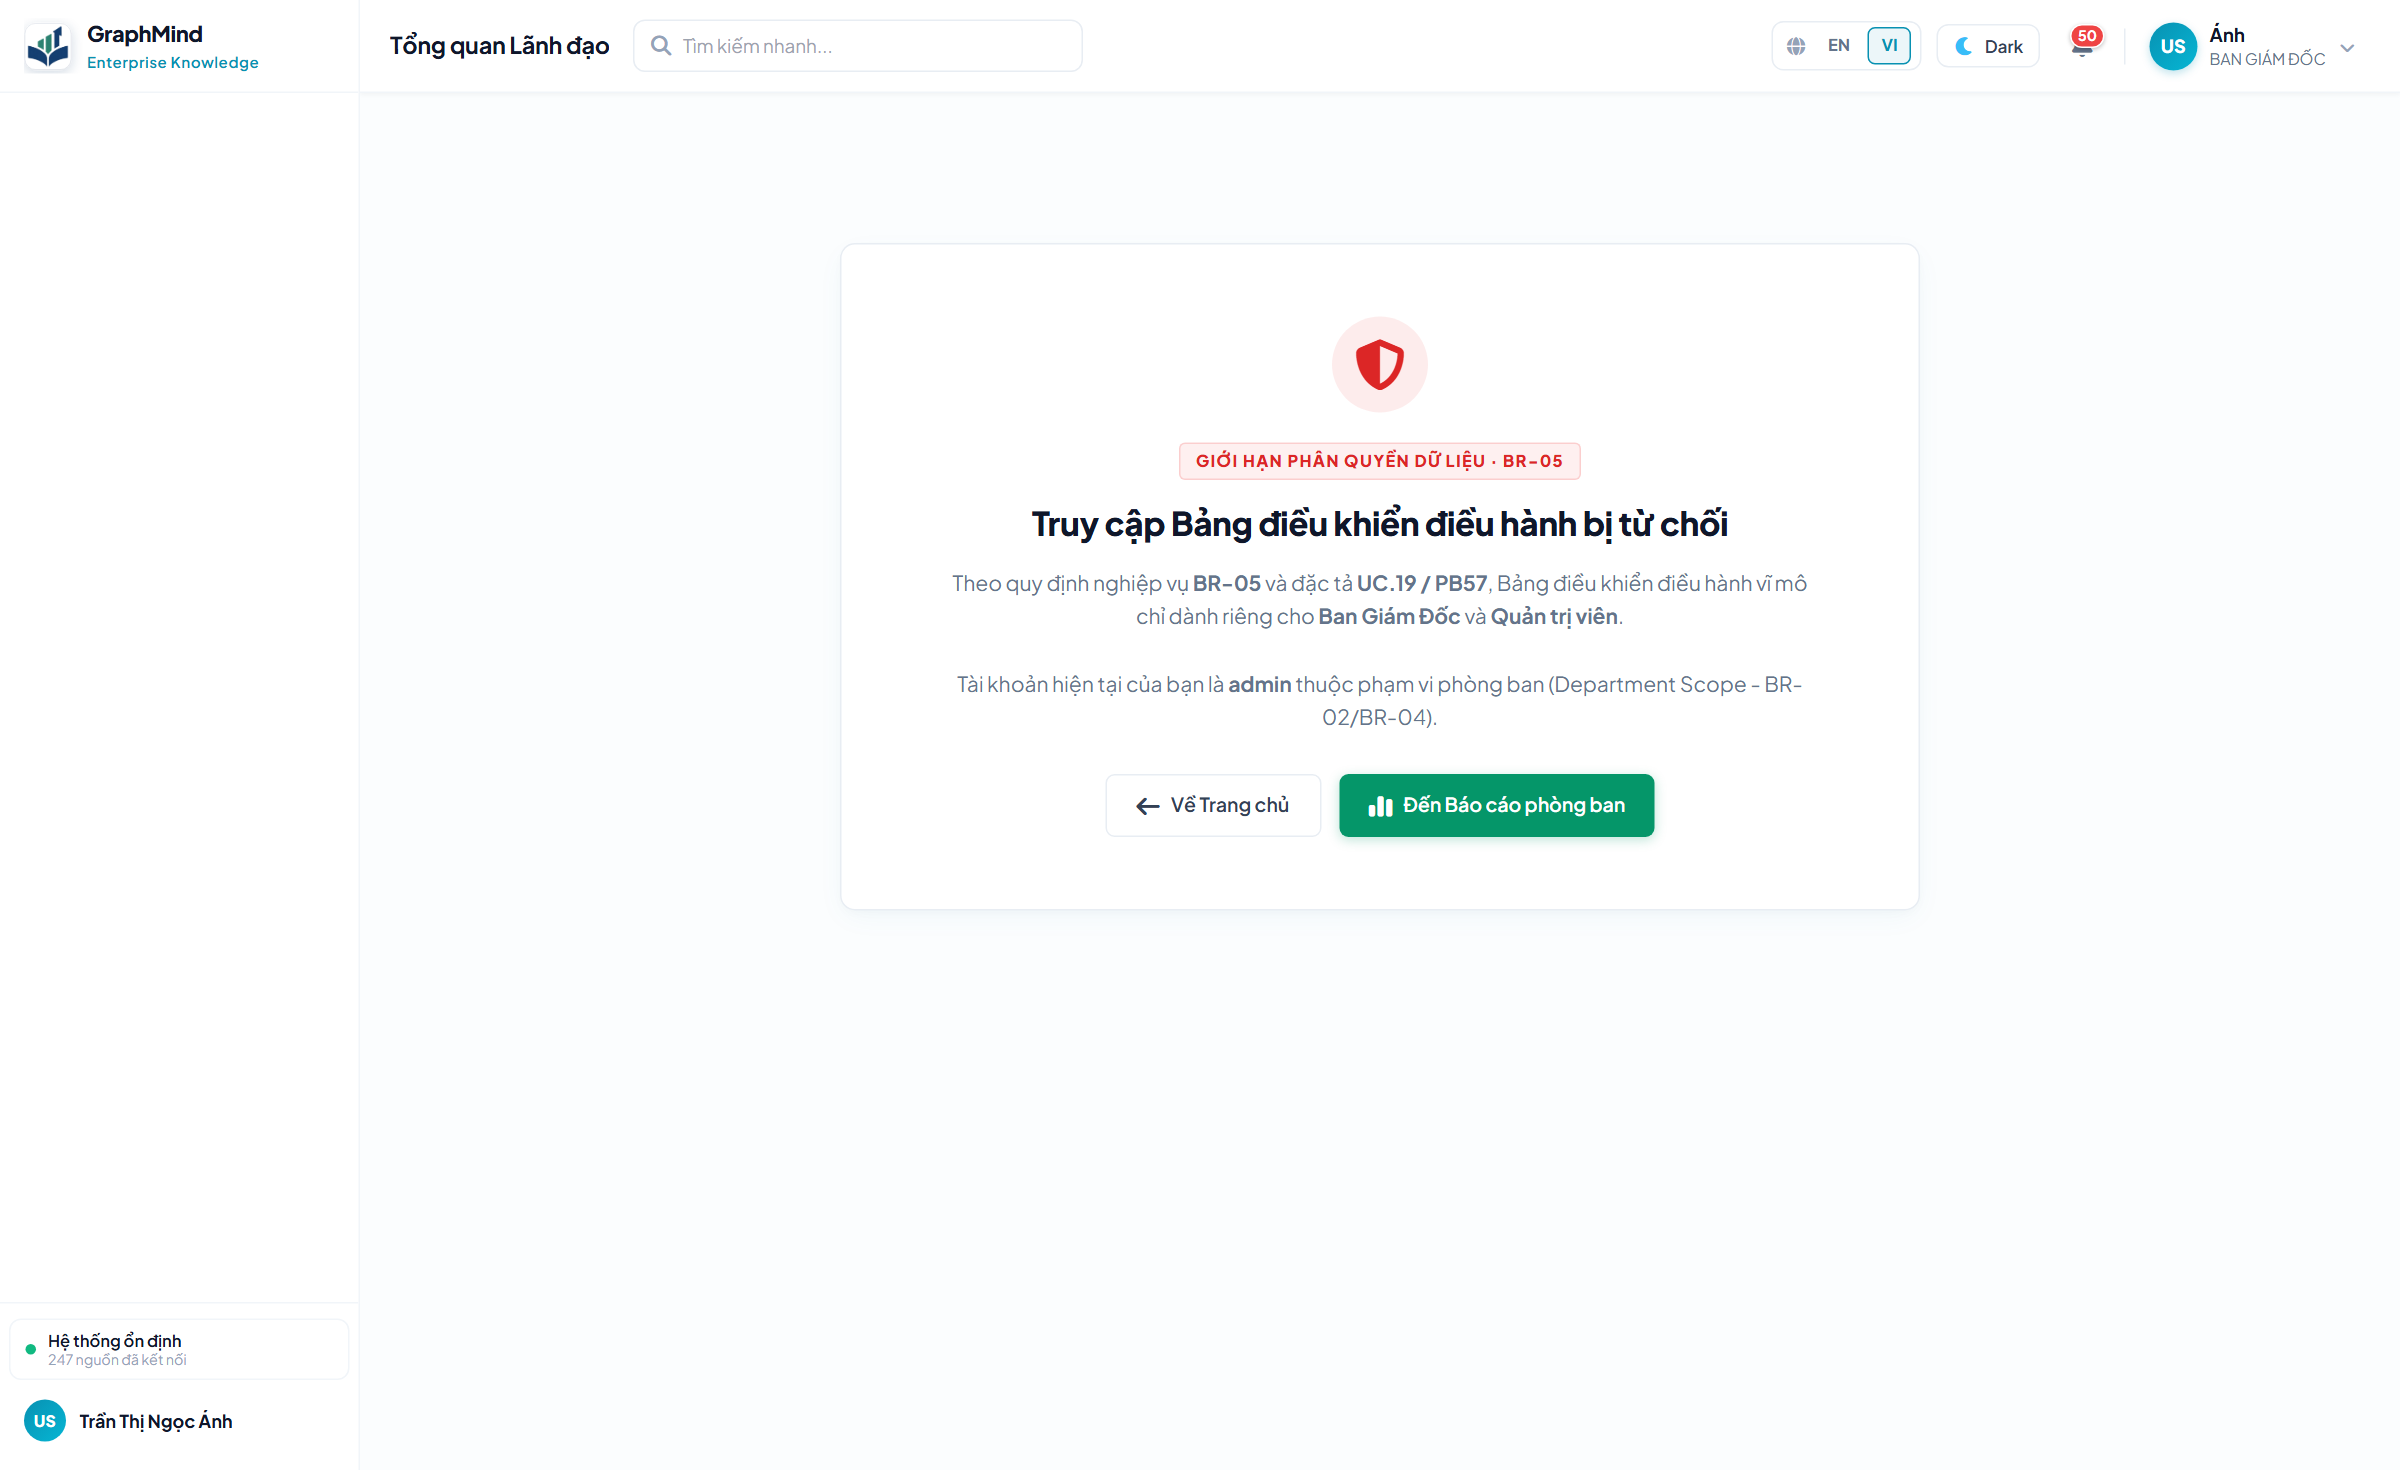 GraphMind
Enterprise Knowledge
Tổng quan Lãnh đạo
Tìm kiếm nhanh...
EN
VI
Dark
50
US
Ánh
BAN GIÁM ĐỐC
GIỚI HẠN PHÂN QUYỀN DỮ LIỆU · BR-05
Truy cập Bảng điều khiển điều hành bị từ chối
Theo quy định nghiệp vụ BR-05 và đặc tả UC.19 / PB57, Bảng điều khiển điều hành vĩ mô
chỉ dành riêng cho Ban Giám Đốc và Quản trị viên.
Tài khoản hiện tại của bạn là admin thuộc phạm vi phòng ban (Department Scope - BR-
02/BR-04).
Về Trang chủ
Đến Báo cáo phòng ban
Hệ thống ổn định
247 nguồn đã kết nối
US
Trần Thị Ngọc Ánh